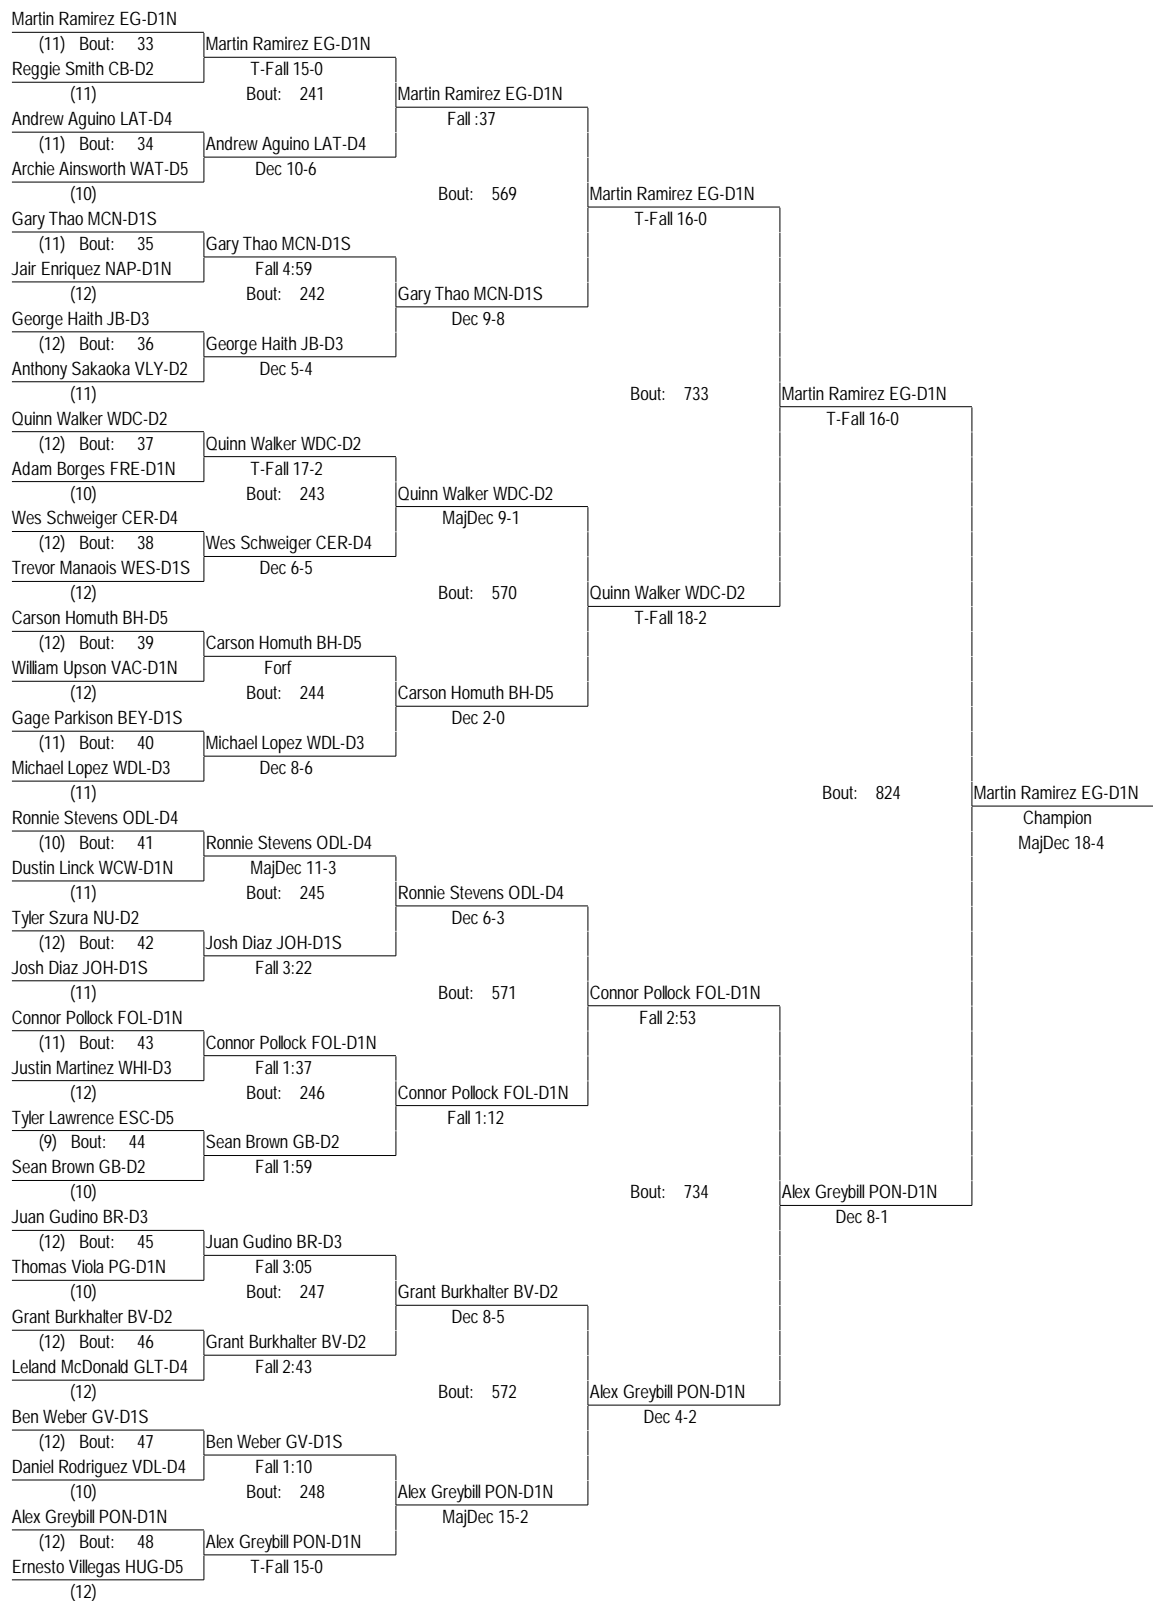 Martin Ramirez EG-D1N
(11) Bout: 33 Martin Ramirez EG-D1N
Reggie Smith CB-D2 T-Fall 15-0
(11) Bout: 241 Martin Ramirez EG-D1N
Andrew Aguino LAT-D4 Fall :37
(11) Bout: 34 Andrew Aguino LAT-D4
Archie Ainsworth WAT-D5 Dec 10-6
(10) Bout: 569 Martin Ramirez EG-D1N
Gary Thao MCN-D1S T-Fall 16-0
(11) Bout: 35 Gary Thao MCN-D1S
Jair Enriquez NAP-D1N Fall 4:59
(12) Bout: 242 Gary Thao MCN-D1S
George Haith JB-D3 Dec 9-8
(12) Bout: 36 George Haith JB-D3
Anthony Sakaoka VLY-D2 Dec 5-4
(11) Bout: 733 Martin Ramirez EG-D1N
Quinn Walker WDC-D2 T-Fall 16-0
(12) Bout: 37 Quinn Walker WDC-D2
Adam Borges FRE-D1N T-Fall 17-2
(10) Bout: 243 Quinn Walker WDC-D2
Wes Schweiger CER-D4 MajDec 9-1
(12) Bout: 38 Wes Schweiger CER-D4
Trevor Manaois WES-D1S Dec 6-5
(12) Bout: 570 Quinn Walker WDC-D2
Carson Homuth BH-D5 T-Fall 18-2
(12) Bout: 39 Carson Homuth BH-D5
William Upson VAC-D1N Forf
(12) Bout: 244 Carson Homuth BH-D5
Gage Parkison BEY-D1S Dec 2-0
(11) Bout: 40 Michael Lopez WDL-D3
Michael Lopez WDL-D3 Dec 8-6
(11) Bout: 824 Martin Ramirez EG-D1N
Ronnie Stevens ODL-D4 Champion
(10) Bout: 41 Ronnie Stevens ODL-D4 MajDec 18-4
Dustin Linck WCW-D1N MajDec 11-3
(11) Bout: 245 Ronnie Stevens ODL-D4
Tyler Szura NU-D2 Dec 6-3
(12) Bout: 42 Josh Diaz JOH-D1S
Josh Diaz JOH-D1S Fall 3:22
(11) Bout: 571 Connor Pollock FOL-D1N
Connor Pollock FOL-D1N Fall 2:53
(11) Bout: 43 Connor Pollock FOL-D1N
Justin Martinez WHI-D3 Fall 1:37
(12) Bout: 246 Connor Pollock FOL-D1N
Tyler Lawrence ESC-D5 Fall 1:12
(9) Bout: 44 Sean Brown GB-D2
Sean Brown GB-D2 Fall 1:59
(10) Bout: 734 Alex Greybill PON-D1N
Juan Gudino BR-D3 Dec 8-1
(12) Bout: 45 Juan Gudino BR-D3
Thomas Viola PG-D1N Fall 3:05
(10) Bout: 247 Grant Burkhalter BV-D2
Grant Burkhalter BV-D2 Dec 8-5
(12) Bout: 46 Grant Burkhalter BV-D2
Leland McDonald GLT-D4 Fall 2:43
(12) Bout: 572 Alex Greybill PON-D1N
Ben Weber GV-D1S Dec 4-2
(12) Bout: 47 Ben Weber GV-D1S
Daniel Rodriguez VDL-D4 Fall 1:10
(10) Bout: 248 Alex Greybill PON-D1N
Alex Greybill PON-D1N MajDec 15-2
(12) Bout: 48 Alex Greybill PON-D1N
Ernesto Villegas HUG-D5 T-Fall 15-0
(12)